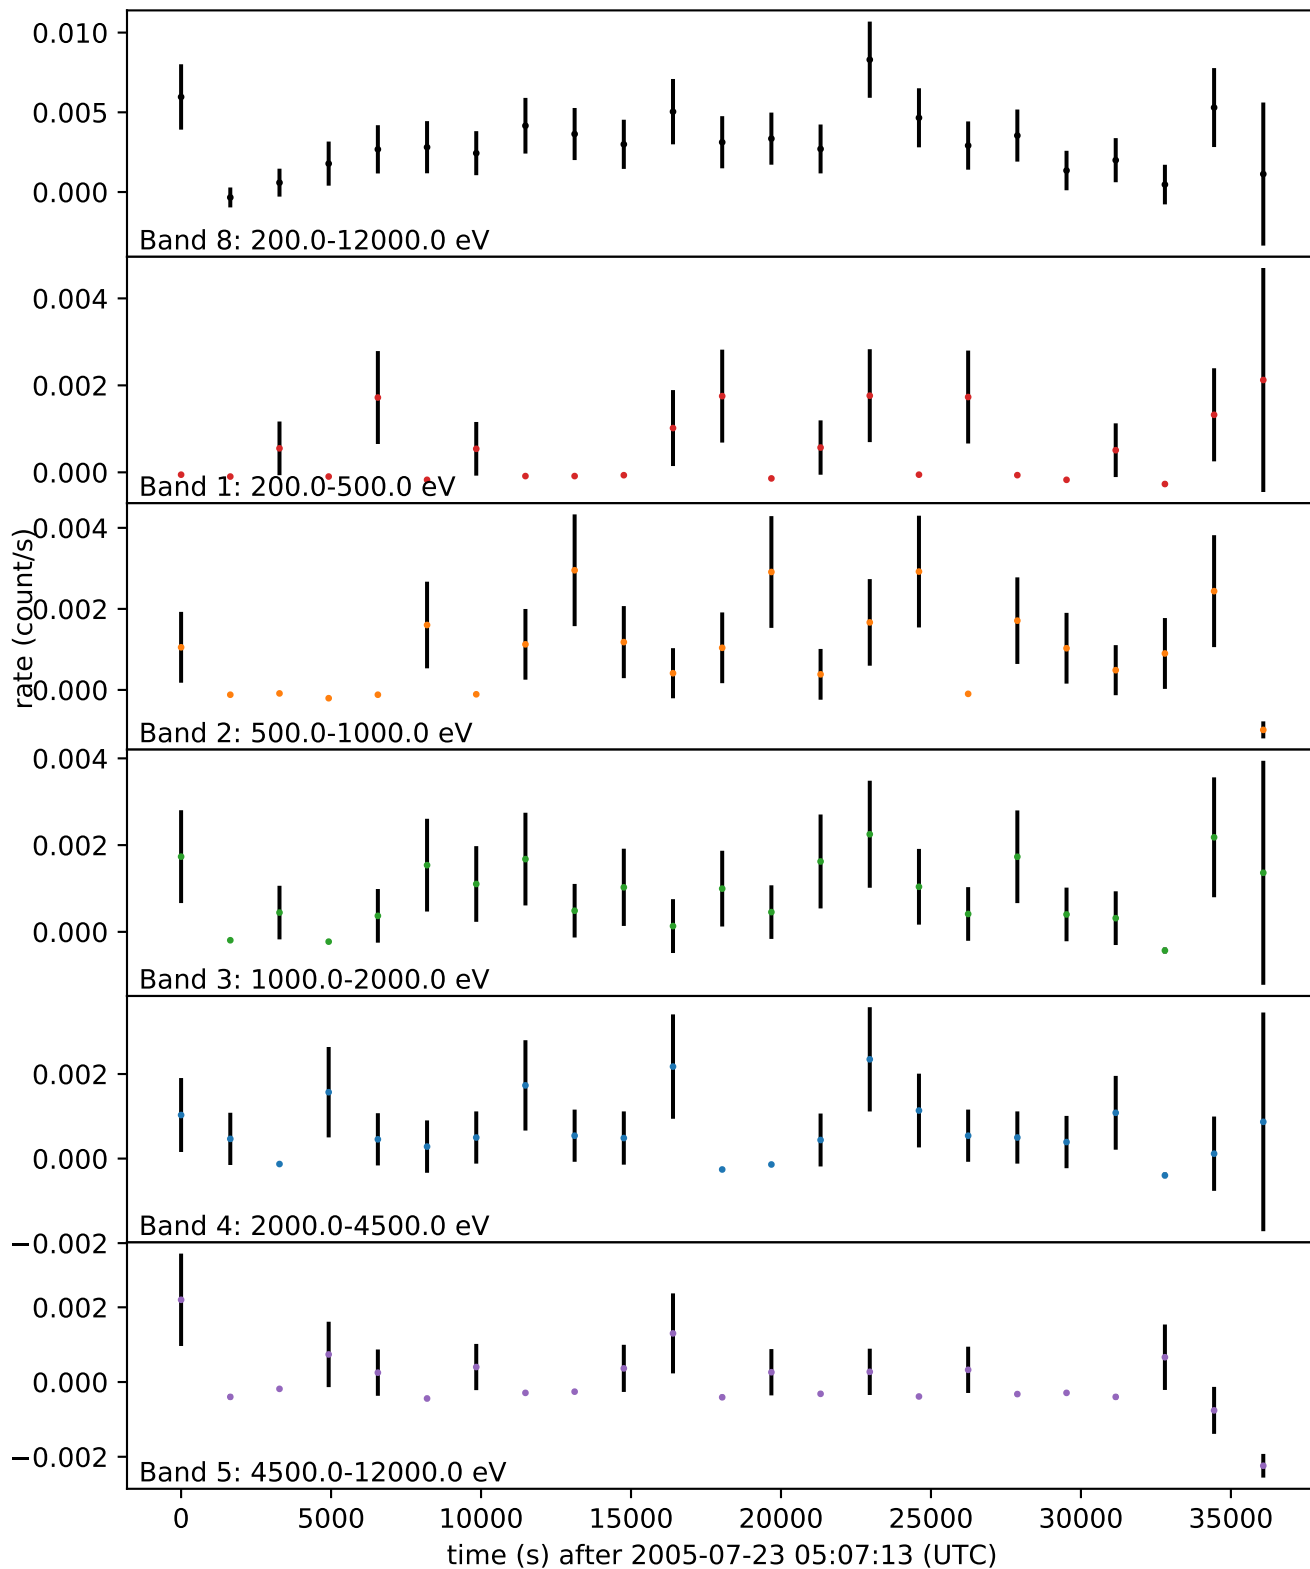 0.010
0.005
0.000
Band 8: 200.0-12000.0 eV
0.004
0.002
0.000
Band 1: 200.0-500.0 eV
rate (count/s)
0.004
0.002
0.000
Band 2: 500.0-1000.0 eV
0.004
0.002
0.000
Band 3: 1000.0-2000.0 eV
0.002
0.000
−0.002
Band 4: 2000.0-4500.0 eV
0.002
0.000
−0.002
Band 5: 4500.0-12000.0 eV
0 5000 10000 15000 20000 25000 30000 35000
time (s) after 2005-07-23 05:07:13 (UTC)